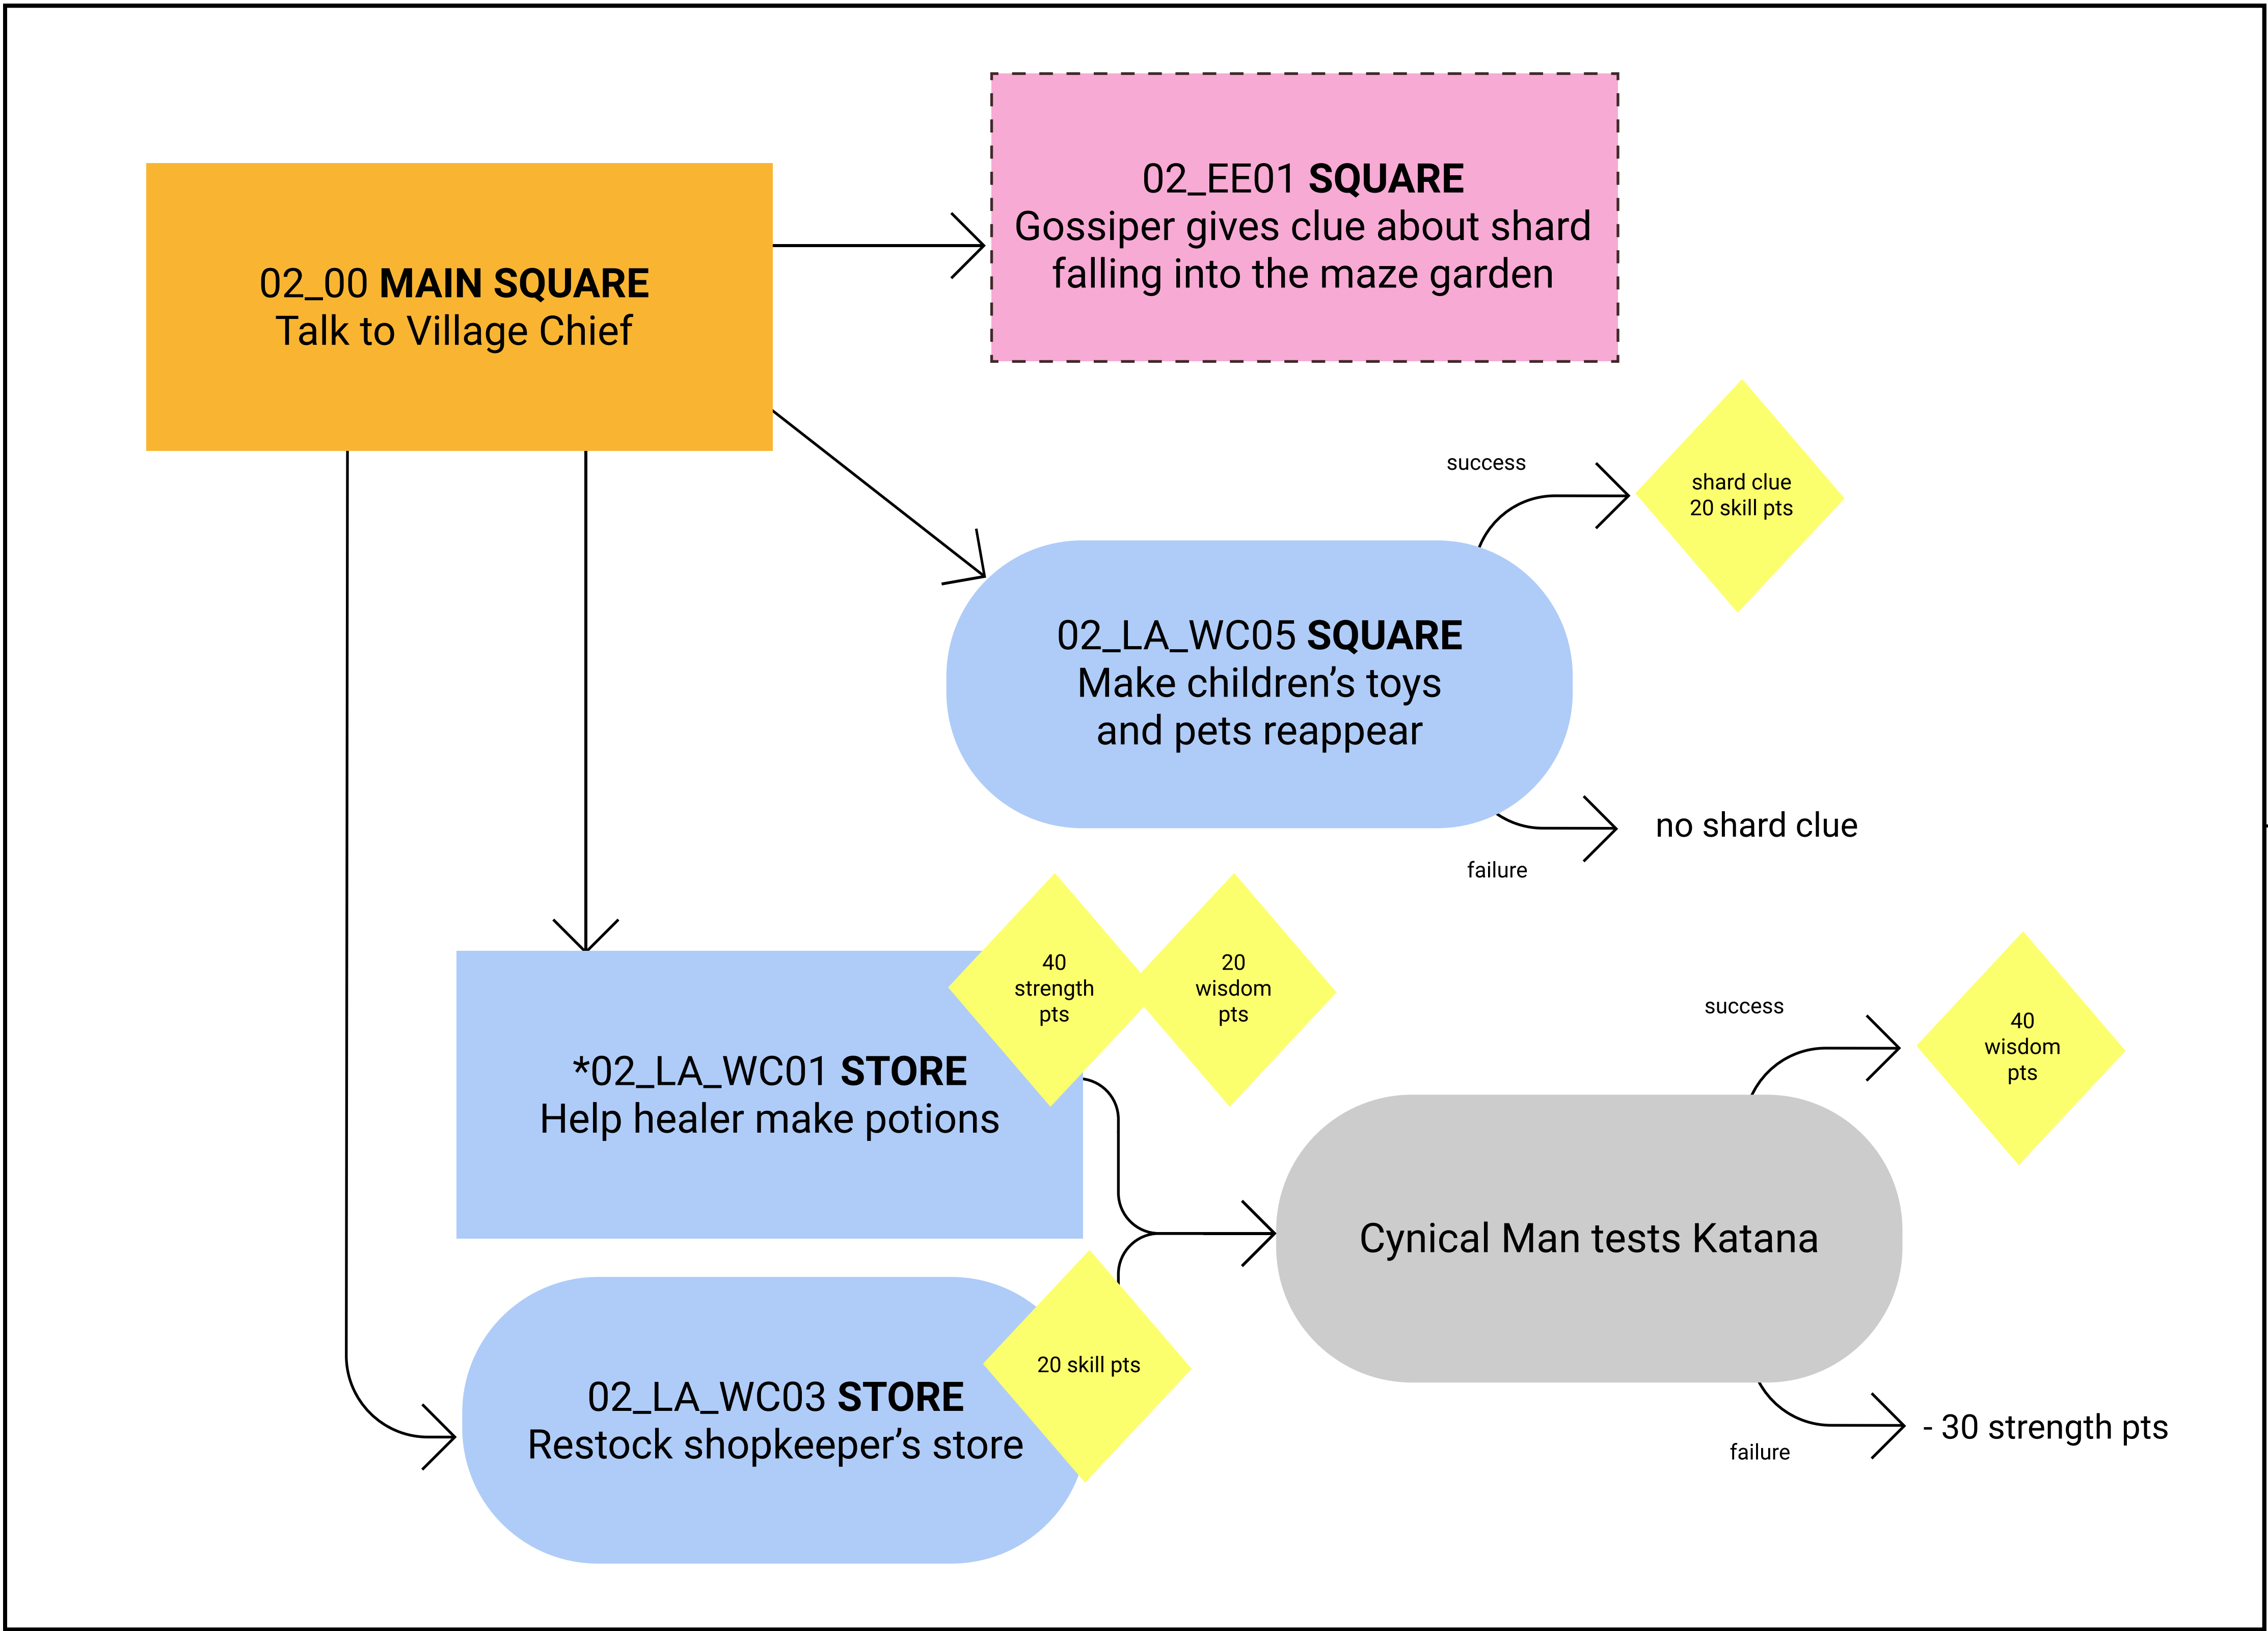 02_00 MAIN SQUARE
Talk to Village Chief
02_EE01 SQUARE
Gossiper gives clue about shard
falling into the maze garden
success
shard clue
20 skill pts
02_LA_WC05 SQUARE
Make children’s toys
and pets reappear
no shard clue
failure
40
strength
pts
20
wisdom
pts
*02_LA_WC01 STORE
Help healer make potions
success
40
wisdom
pts
Cynical Man tests Katana
20 skill pts
02_LA_WC03 STORE
Restock shopkeeper’s store
- 30 strength pts
failure